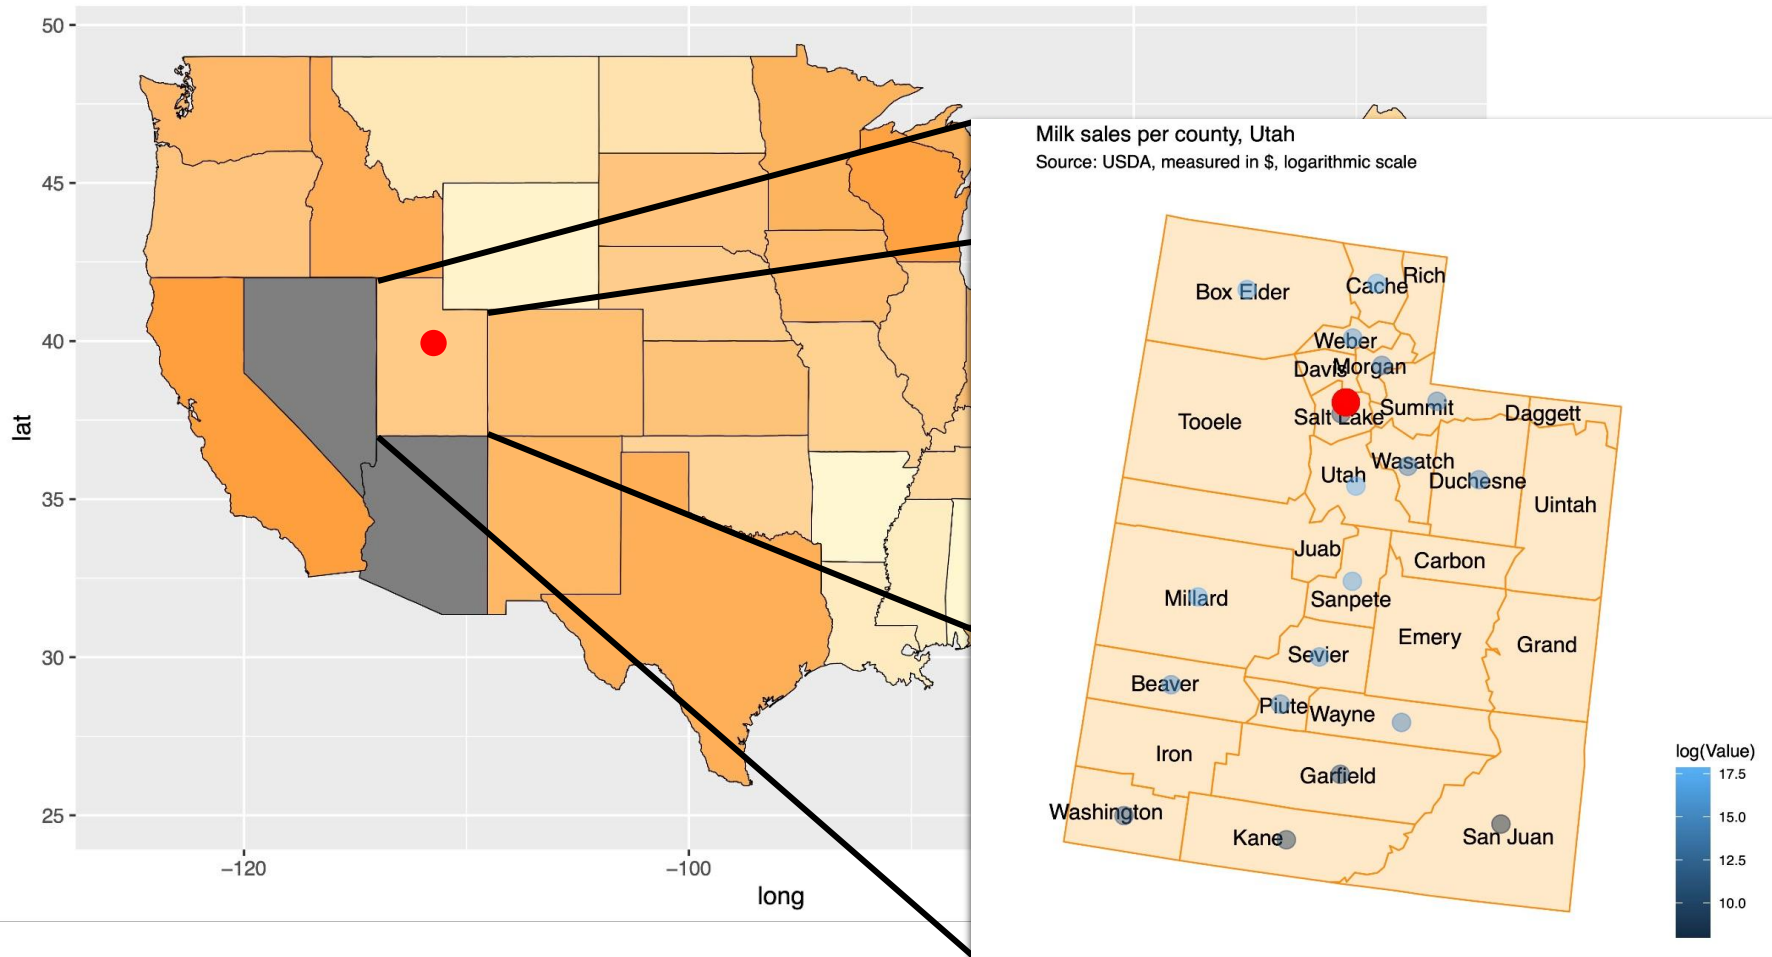 50
45
40
35
30
25
lat
−120
−100
long
Milk sales per county, Utah
Source: USDA, measured in $, logarithmic scale
Box Elder
Cache
Rich
Weber
Davis
Morgan
Tooele
Salt Lake
Summit
Daggett
Utah
Wasatch
Duchesne
Uintah
Juab
Carbon
Millard
Sanpete
Emery
Grand
Sevier
Beaver
Piute
Wayne
Iron
Garfield
Washington
Kane
San Juan
log(Value)
17.5
15.0
12.5
10.0